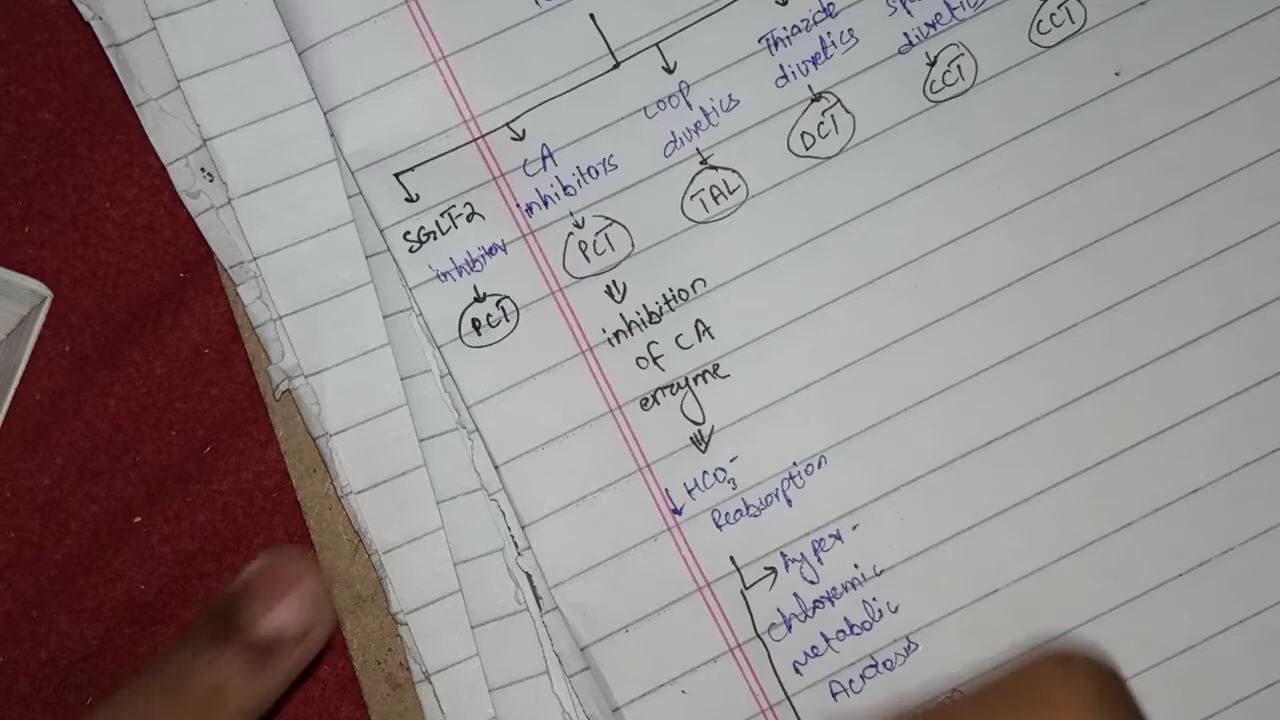 SGLT-2
inhibitor
PCT
CA
inhibitors
PCT
inhibition
of CA
enzyme
↓ HCO3-
Reabsorption
→ hyper-
chloremic
metabolic
Acidosis
Loop
diuretics
TAL
Thiazide
diuretics
DCT
diuretics
CCT
CCT